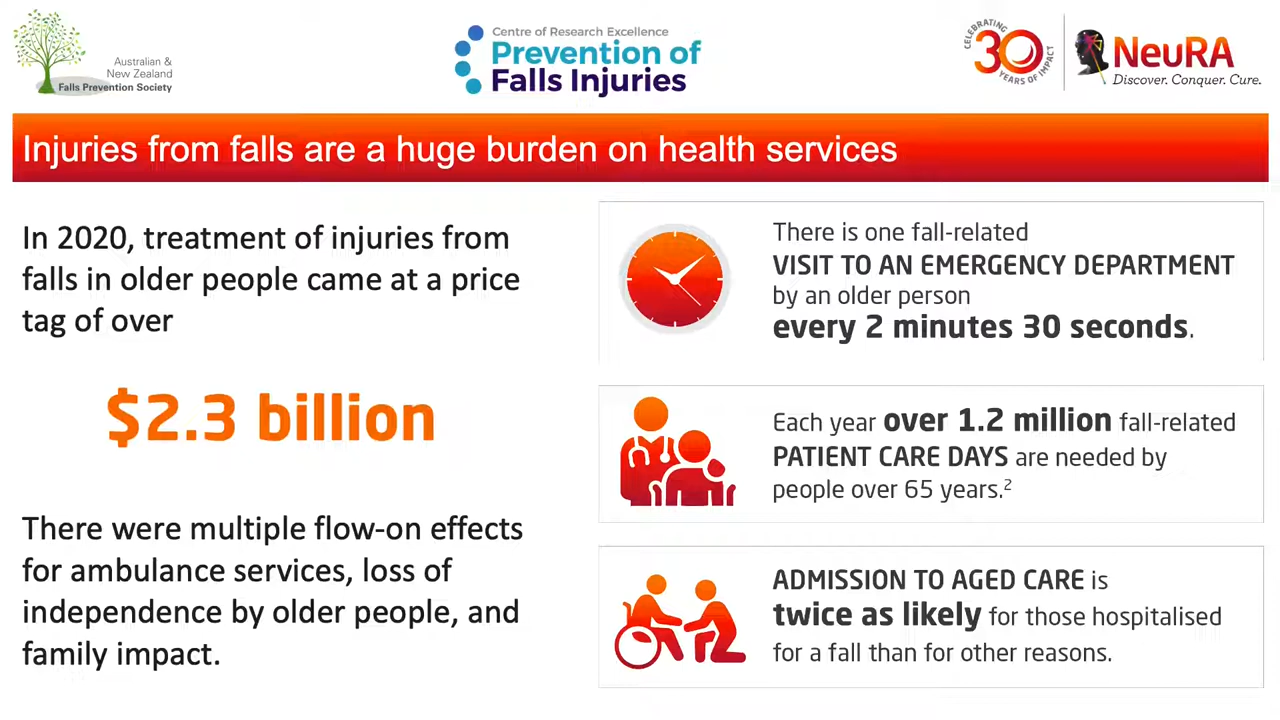 Australian &
New Zealand
Falls Prevention Society
Centre of Research Excellence
Prevention of
Falls Injuries
CELEBRATING
30
YEARS OF IMPACT
NeuRA
Discover. Conquer. Cure.
Injuries from falls are a huge burden on health services
In 2020, treatment of injuries from
falls in older people came at a price
tag of over
$2.3 billion
There were multiple flow-on effects
for ambulance services, loss of
independence by older people, and
family impact.
There is one fall-related
VISIT TO AN EMERGENCY DEPARTMENT
by an older person
every 2 minutes 30 seconds.
Each year over 1.2 million fall-related
PATIENT CARE DAYS are needed by
people over 65 years.²
ADMISSION TO AGED CARE is
twice as likely for those hospitalised
for a fall than for other reasons.